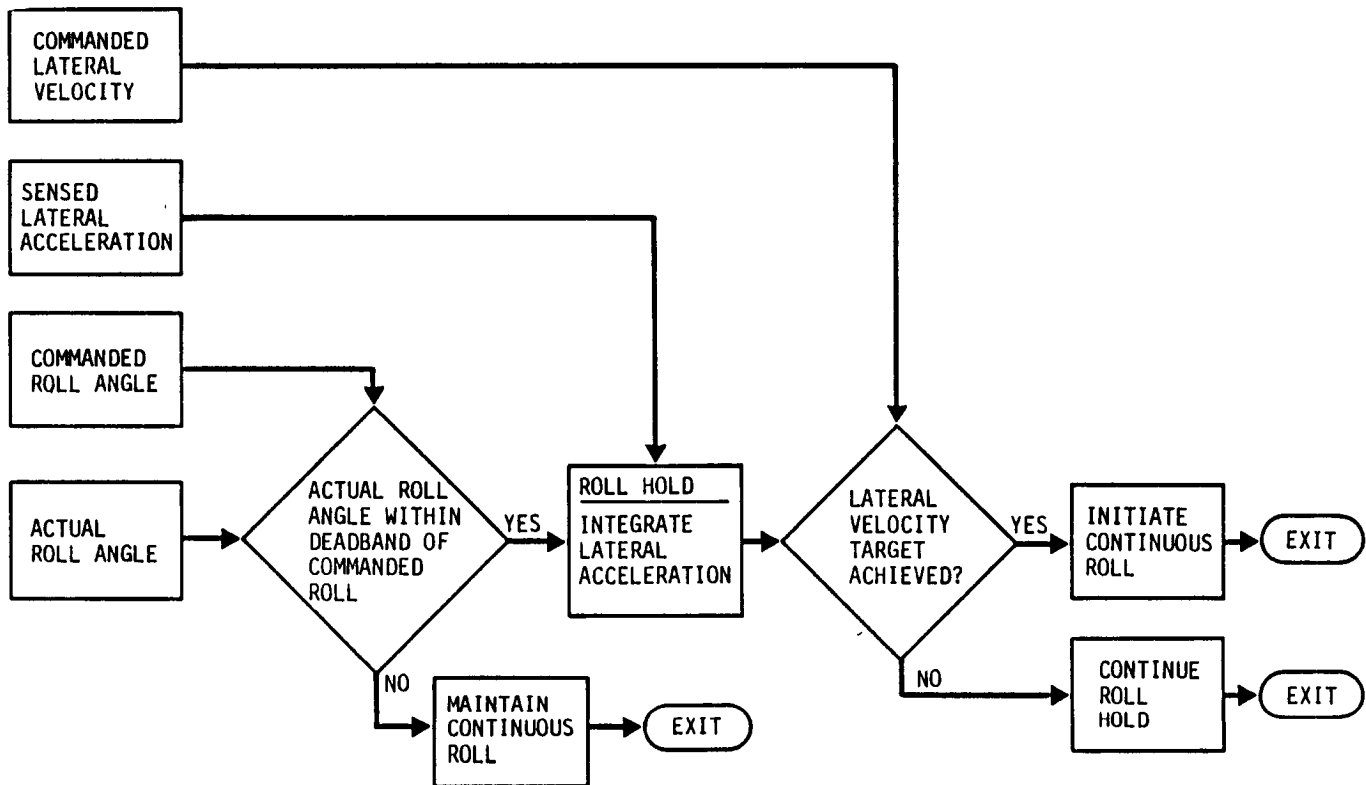 COMMANDED
LATERAL
VELOCITY
SENSED
LATERAL
ACCELERATION
COMMANDED
ROLL ANGLE
ACTUAL
ROLL ANGLE
ACTUAL ROLL
ANGLE WITHIN
DEADBAND OF
COMMANDED
ROLL
YES
NO
MAINTAIN
CONTINUOUS
ROLL
EXIT
ROLL HOLD
INTEGRATE
LATERAL
ACCELERATION
LATERAL
VELOCITY
TARGET
ACHIEVED?
YES
INITIATE
CONTINUOUS
ROLL
EXIT
NO
CONTINUE
ROLL
HOLD
EXIT